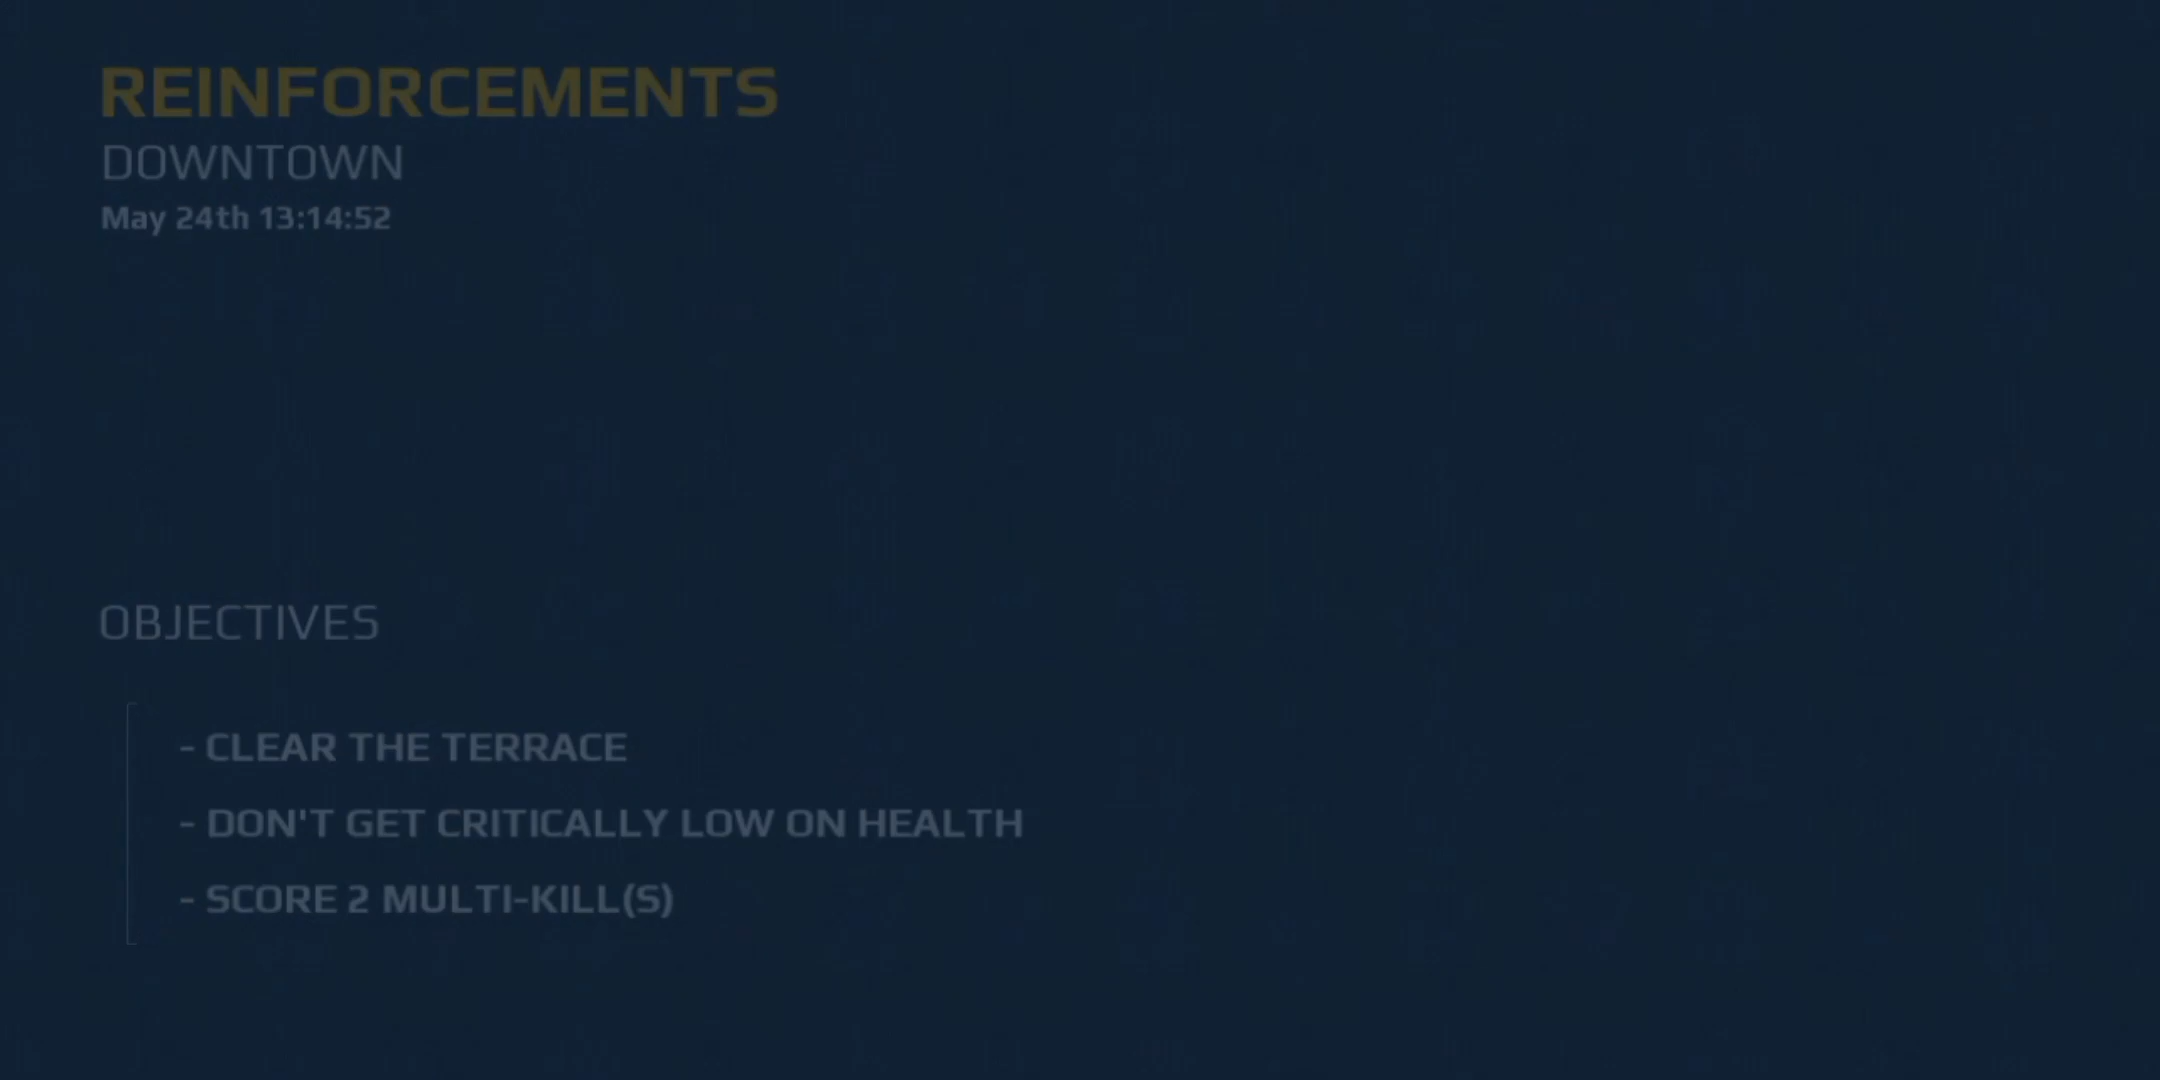 REINFORCEMENTS
DOWNTOWN
May 24th 13:14:52
OBJECTIVES
- CLEAR THE TERRACE
- DON'T GET CRITICALLY LOW ON HEALTH
- SCORE 2 MULTI-KILL(S)